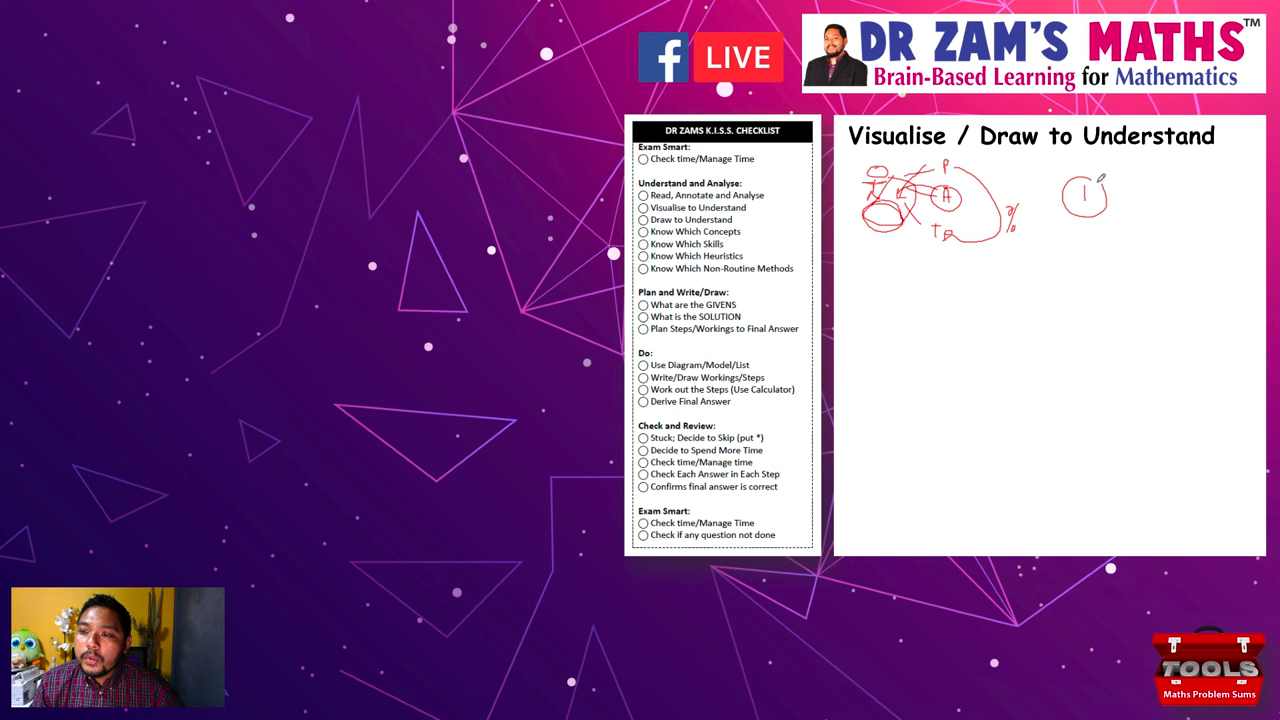 LIVE
DR ZAM'S MATHS™
Brain-Based Learning for Mathematics
DR ZAMS K.I.S.S. CHECKLIST
Exam Smart:
Check time/Manage Time
Understand and Analyse:
Read, Annotate and Analyse
Visualise to Understand
Draw to Understand
Know Which Concepts
Know Which Skills
Know Which Heuristics
Know Which Non-Routine Methods
Plan and Write/Draw:
What are the GIVENS
What is the SOLUTION
Plan Steps/Workings to Final Answer
Do:
Use Diagram/Model/List
Write/Draw Workings/Steps
Work out the Steps (Use Calculator)
Derive Final Answer
Check and Review:
Stuck; Decide to Skip (put *)
Decide to Spend More Time
Check time/Manage time
Check Each Answer in Each Step
Confirms final answer is correct
Exam Smart:
Check time/Manage Time
Check if any question not done
Visualise / Draw to Understand
P
A
%
1
TOOLS
Maths Problem Sums